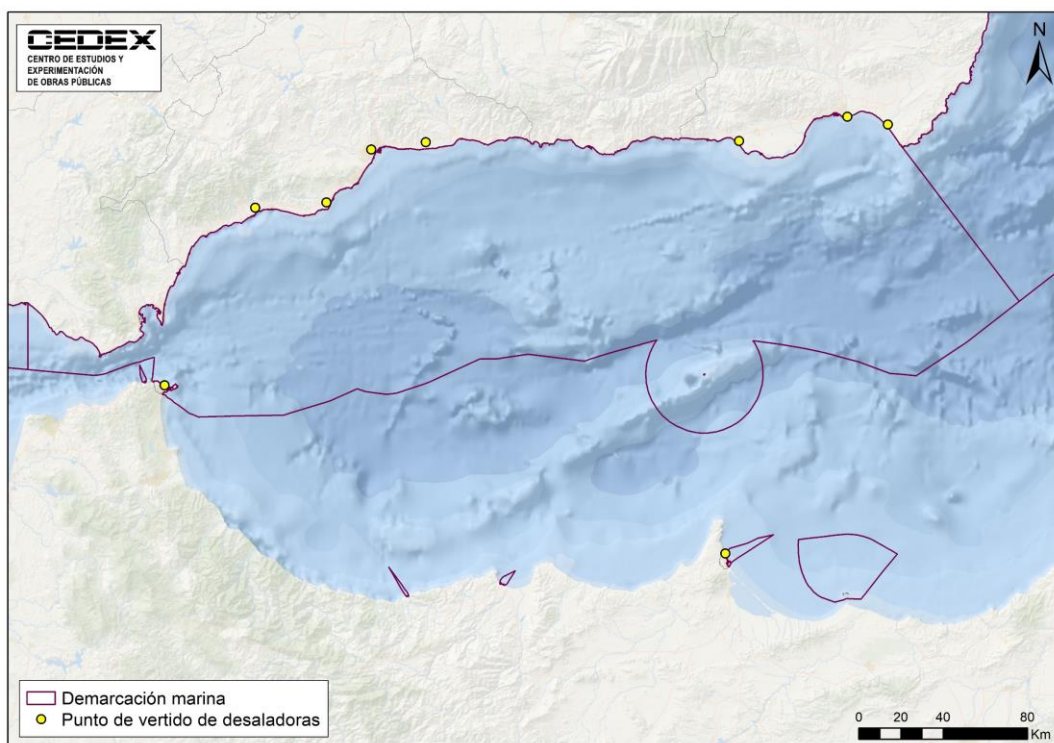 CEDEX
CENTRO DE ESTUDIOS Y
EXPERIMENTACIÓN
DE OBRAS PÚBLICAS
N
Demarcación marina
Punto de vertido de desaladoras
0 20 40 80
Km